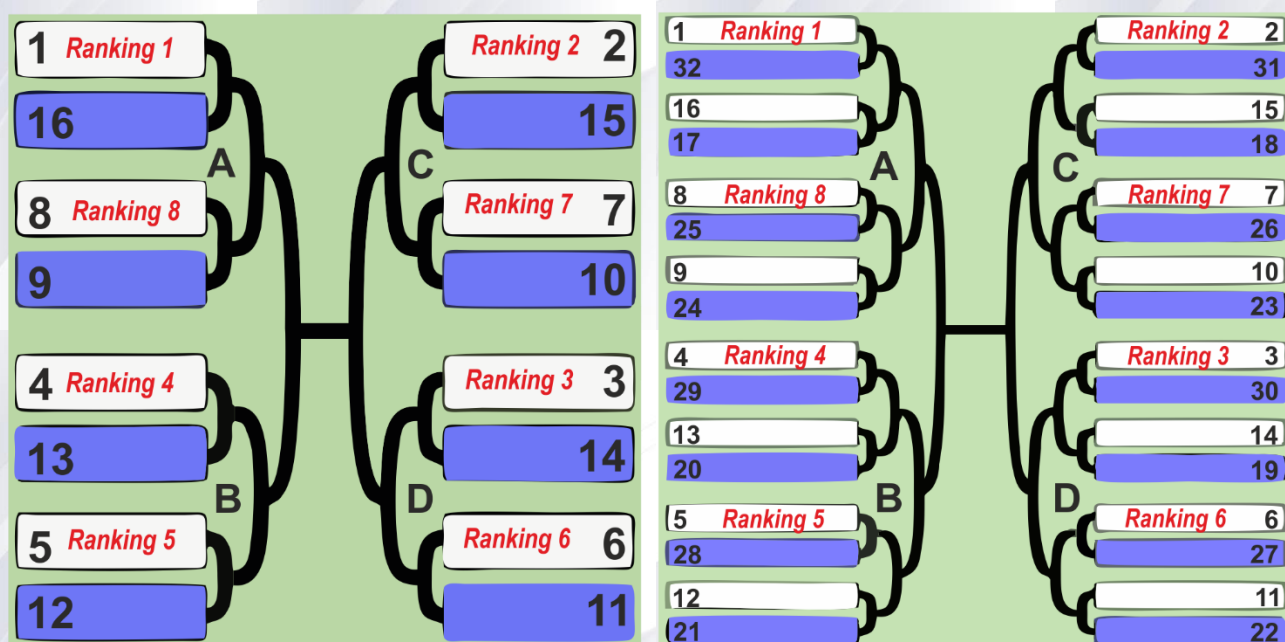 1 Ranking 1
16
A
8 Ranking 8
9
4 Ranking 4
13
B
5 Ranking 5
12
Ranking 2 2
15
C
Ranking 7 7
10
Ranking 3 3
14
D
Ranking 6 6
11
1 Ranking 1
32
16
17
A
8 Ranking 8
25
9
24
4 Ranking 4
29
13
20
B
5 Ranking 5
28
12
21
Ranking 2 2
31
15
18
C
Ranking 7 7
26
10
23
Ranking 3 3
30
14
19
D
Ranking 6 6
27
11
22